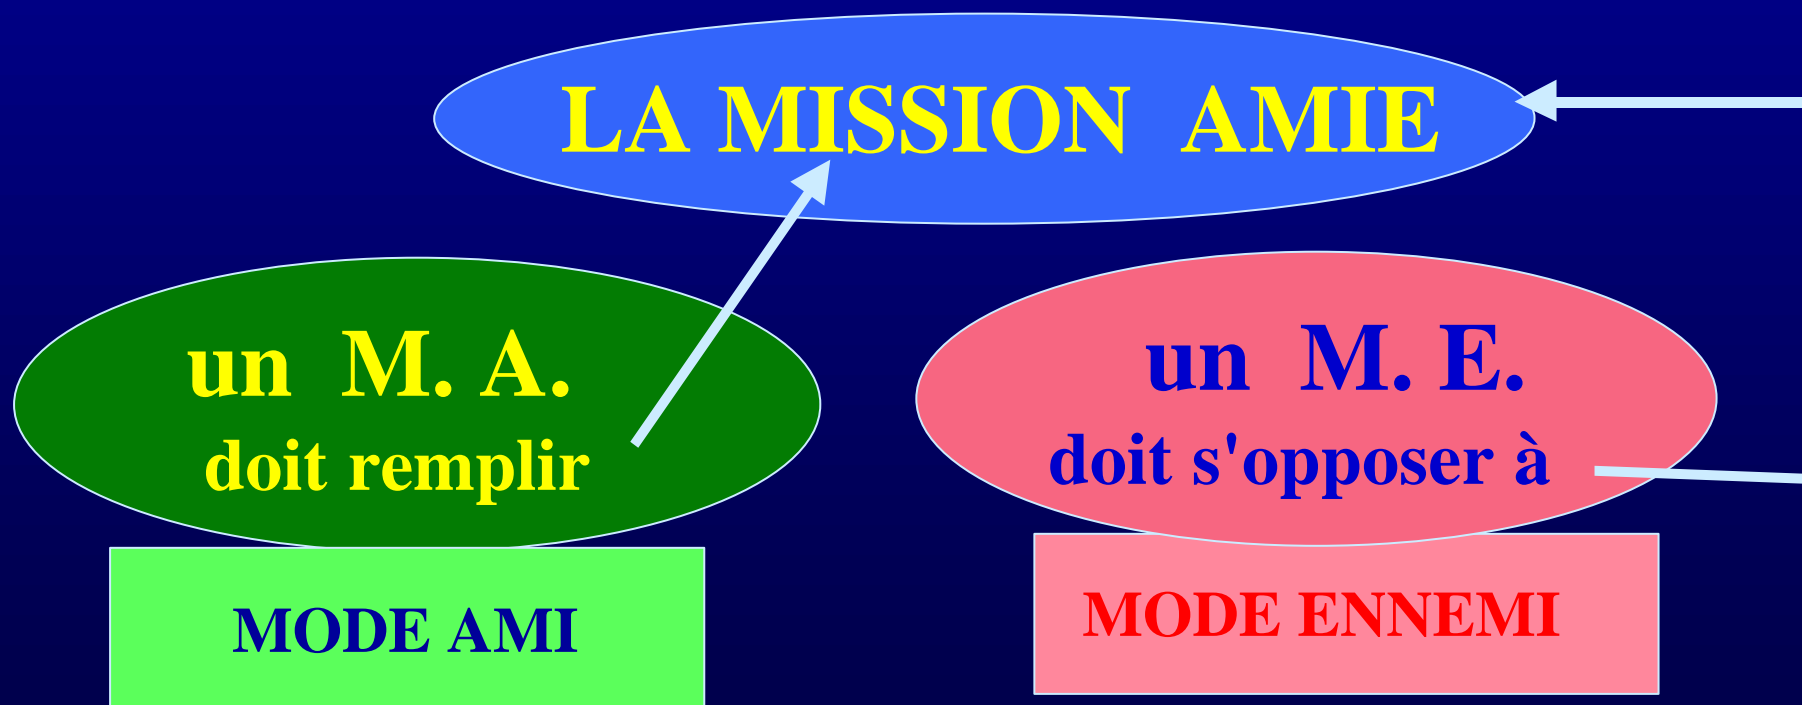 LA MISSION AMIE
un M. A.
doit remplir
un M. E.
doit s'opposer à
MODE AMI
MODE ENNEMI